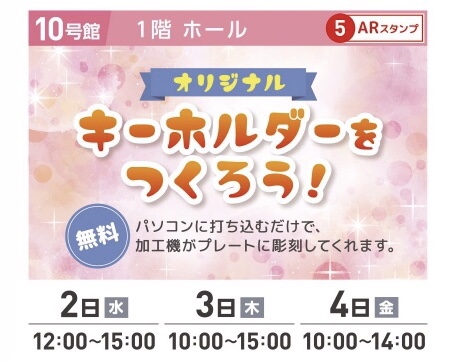 10号館 1階 ホール 5 ARスタンプ
オリジナル
キーホルダーを
つくろう！
無料
パソコンに打ち込むだけで、
加工機がプレートに彫刻してくれます。
2日 水 3日 木 4日 金
12:00~15:00 10:00~15:00 10:00~14:00